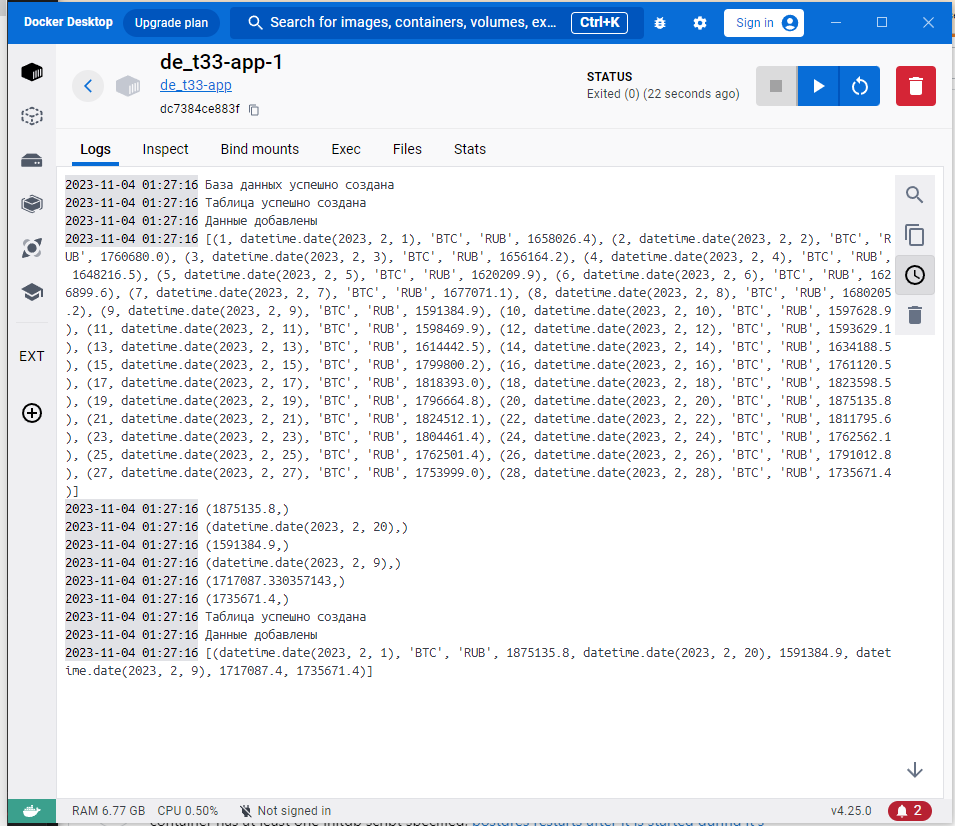 Docker Desktop
Upgrade plan
Search for images, containers, volumes, ex...
Ctrl+K
Sign in
de_t33-app-1
de_t33-app
dc7384ce883f
STATUS
Exited (0) (22 seconds ago)
Logs
Inspect
Bind mounts
Exec
Files
Stats
EXT
2023-11-04 01:27:16 База данных успешно создана
2023-11-04 01:27:16 Таблица успешно создана
2023-11-04 01:27:16 Данные добавлены
2023-11-04 01:27:16 [(1, datetime.date(2023, 2, 1), 'BTC', 'RUB', 1658026.4), (2, datetime.date(2023, 2, 2), 'BTC', 'R
UB', 1760680.0), (3, datetime.date(2023, 2, 3), 'BTC', 'RUB', 1656164.2), (4, datetime.date(2023, 2, 4), 'BTC', 'RUB',
1648216.5), (5, datetime.date(2023, 2, 5), 'BTC', 'RUB', 1620209.9), (6, datetime.date(2023, 2, 6), 'BTC', 'RUB', 162
6899.6), (7, datetime.date(2023, 2, 7), 'BTC', 'RUB', 1677071.1), (8, datetime.date(2023, 2, 8), 'BTC', 'RUB', 1680205
.2), (9, datetime.date(2023, 2, 9), 'BTC', 'RUB', 1591384.9), (10, datetime.date(2023, 2, 10), 'BTC', 'RUB', 1597628.9
), (11, datetime.date(2023, 2, 11), 'BTC', 'RUB', 1598469.9), (12, datetime.date(2023, 2, 12), 'BTC', 'RUB', 1593629.1
), (13, datetime.date(2023, 2, 13), 'BTC', 'RUB', 1614442.5), (14, datetime.date(2023, 2, 14), 'BTC', 'RUB', 1634188.5
), (15, datetime.date(2023, 2, 15), 'BTC', 'RUB', 1799800.2), (16, datetime.date(2023, 2, 16), 'BTC', 'RUB', 1761120.5
), (17, datetime.date(2023, 2, 17), 'BTC', 'RUB', 1818393.0), (18, datetime.date(2023, 2, 18), 'BTC', 'RUB', 1823598.5
), (19, datetime.date(2023, 2, 19), 'BTC', 'RUB', 1796664.8), (20, datetime.date(2023, 2, 20), 'BTC', 'RUB', 1875135.8
), (21, datetime.date(2023, 2, 21), 'BTC', 'RUB', 1824512.1), (22, datetime.date(2023, 2, 22), 'BTC', 'RUB', 1811795.6
), (23, datetime.date(2023, 2, 23), 'BTC', 'RUB', 1804461.4), (24, datetime.date(2023, 2, 24), 'BTC', 'RUB', 1762562.1
), (25, datetime.date(2023, 2, 25), 'BTC', 'RUB', 1762501.4), (26, datetime.date(2023, 2, 26), 'BTC', 'RUB', 1791012.8
), (27, datetime.date(2023, 2, 27), 'BTC', 'RUB', 1753999.0), (28, datetime.date(2023, 2, 28), 'BTC', 'RUB', 1735671.4
)]
2023-11-04 01:27:16 (1875135.8,)
2023-11-04 01:27:16 (datetime.date(2023, 2, 20),)
2023-11-04 01:27:16 (1591384.9,)
2023-11-04 01:27:16 (datetime.date(2023, 2, 9),)
2023-11-04 01:27:16 (1717087.330357143,)
2023-11-04 01:27:16 (1735671.4,)
2023-11-04 01:27:16 Таблица успешно создана
2023-11-04 01:27:16 Данные добавлены
2023-11-04 01:27:16 [(datetime.date(2023, 2, 1), 'BTC', 'RUB', 1875135.8, datetime.date(2023, 2, 20), 1591384.9, datet
ime.date(2023, 2, 9), 1717087.4, 1735671.4)]
RAM 6.77 GB CPU 0.50% Not signed in
v4.25.0
2